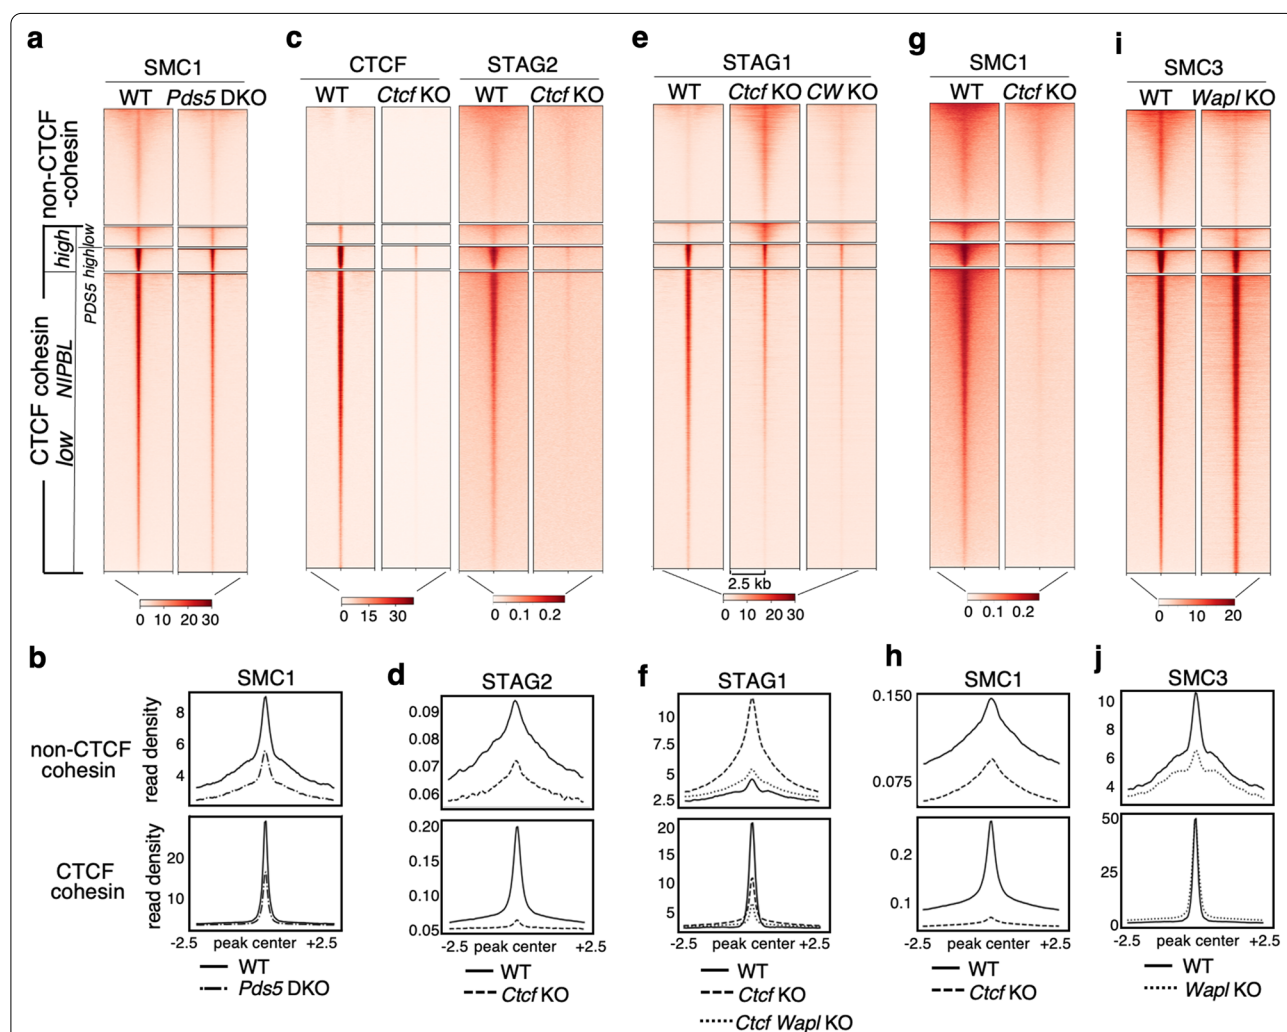 a
c
e
g
i
SMC1
CTCF
STAG2
STAG1
SMC1
SMC3
WT Pds5 DKO
WT Ctcf KO
WT Ctcf KO
WT Ctcf KO CW KO
WT Ctcf KO
WT Wapl KO
non-CTCF
-cohesin
CTCF cohesin
NIPBL
high
low
PDS5 high low
2.5 kb
0 10 20 30
0 15 30
0 0.1 0.2
0 10 20 30
0 0.1 0.2
0 20
b
d
f
h
j
SMC1
STAG2
STAG1
SMC1
SMC3
non-CTCF
cohesin
read density
8
6
4
0.09
0.08
0.07
0.06
10
7.5
5
2.5
0.150
0.075
10
8
6
4
CTCF
cohesin
read density
20
10
0.20
0.15
0.10
0.05
20
15
10
5
0.2
0.1
50
25
0
-2.5 peak center +2.5
-2.5 peak center +2.5
-2.5 peak center +2.5
-2.5 peak center +2.5
-2.5 peak center +2.5
WT
Pds5 DKO
WT
Ctcf KO
WT
Ctcf KO
Ctcf Wapl KO
WT
Ctcf KO
WT
Wapl KO